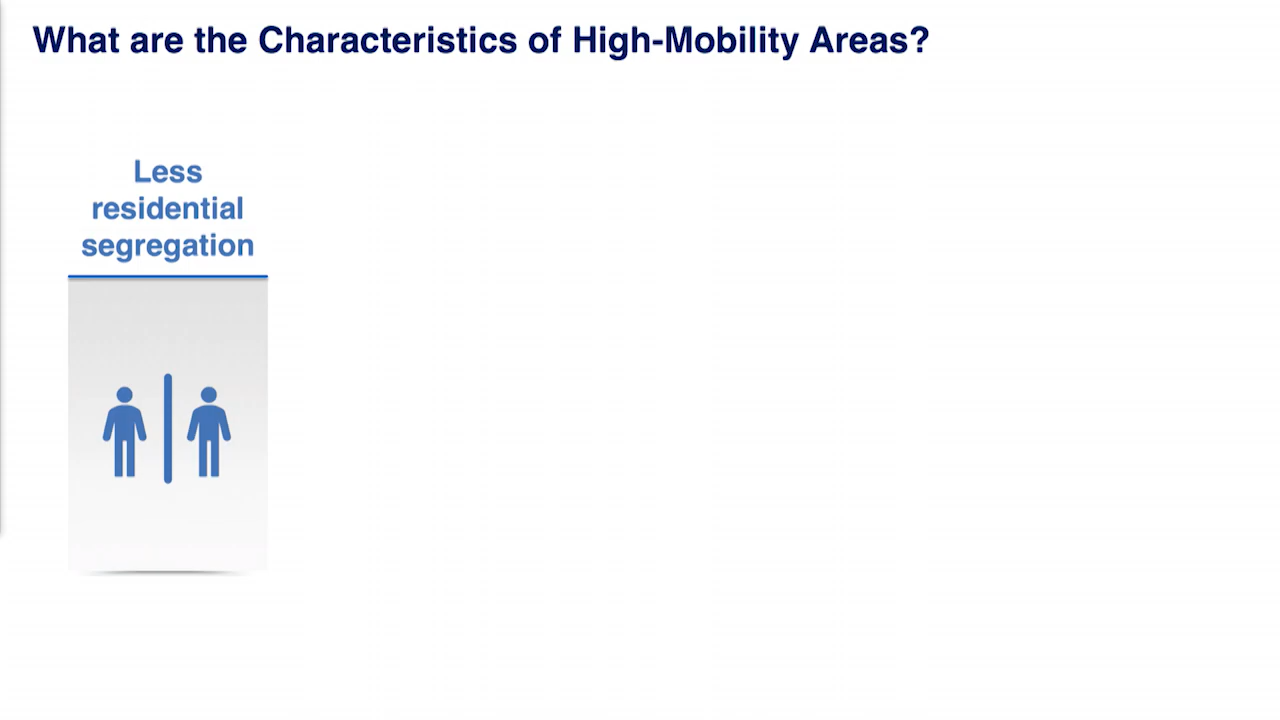 What are the Characteristics of High-Mobility Areas?
Less
residential
segregation